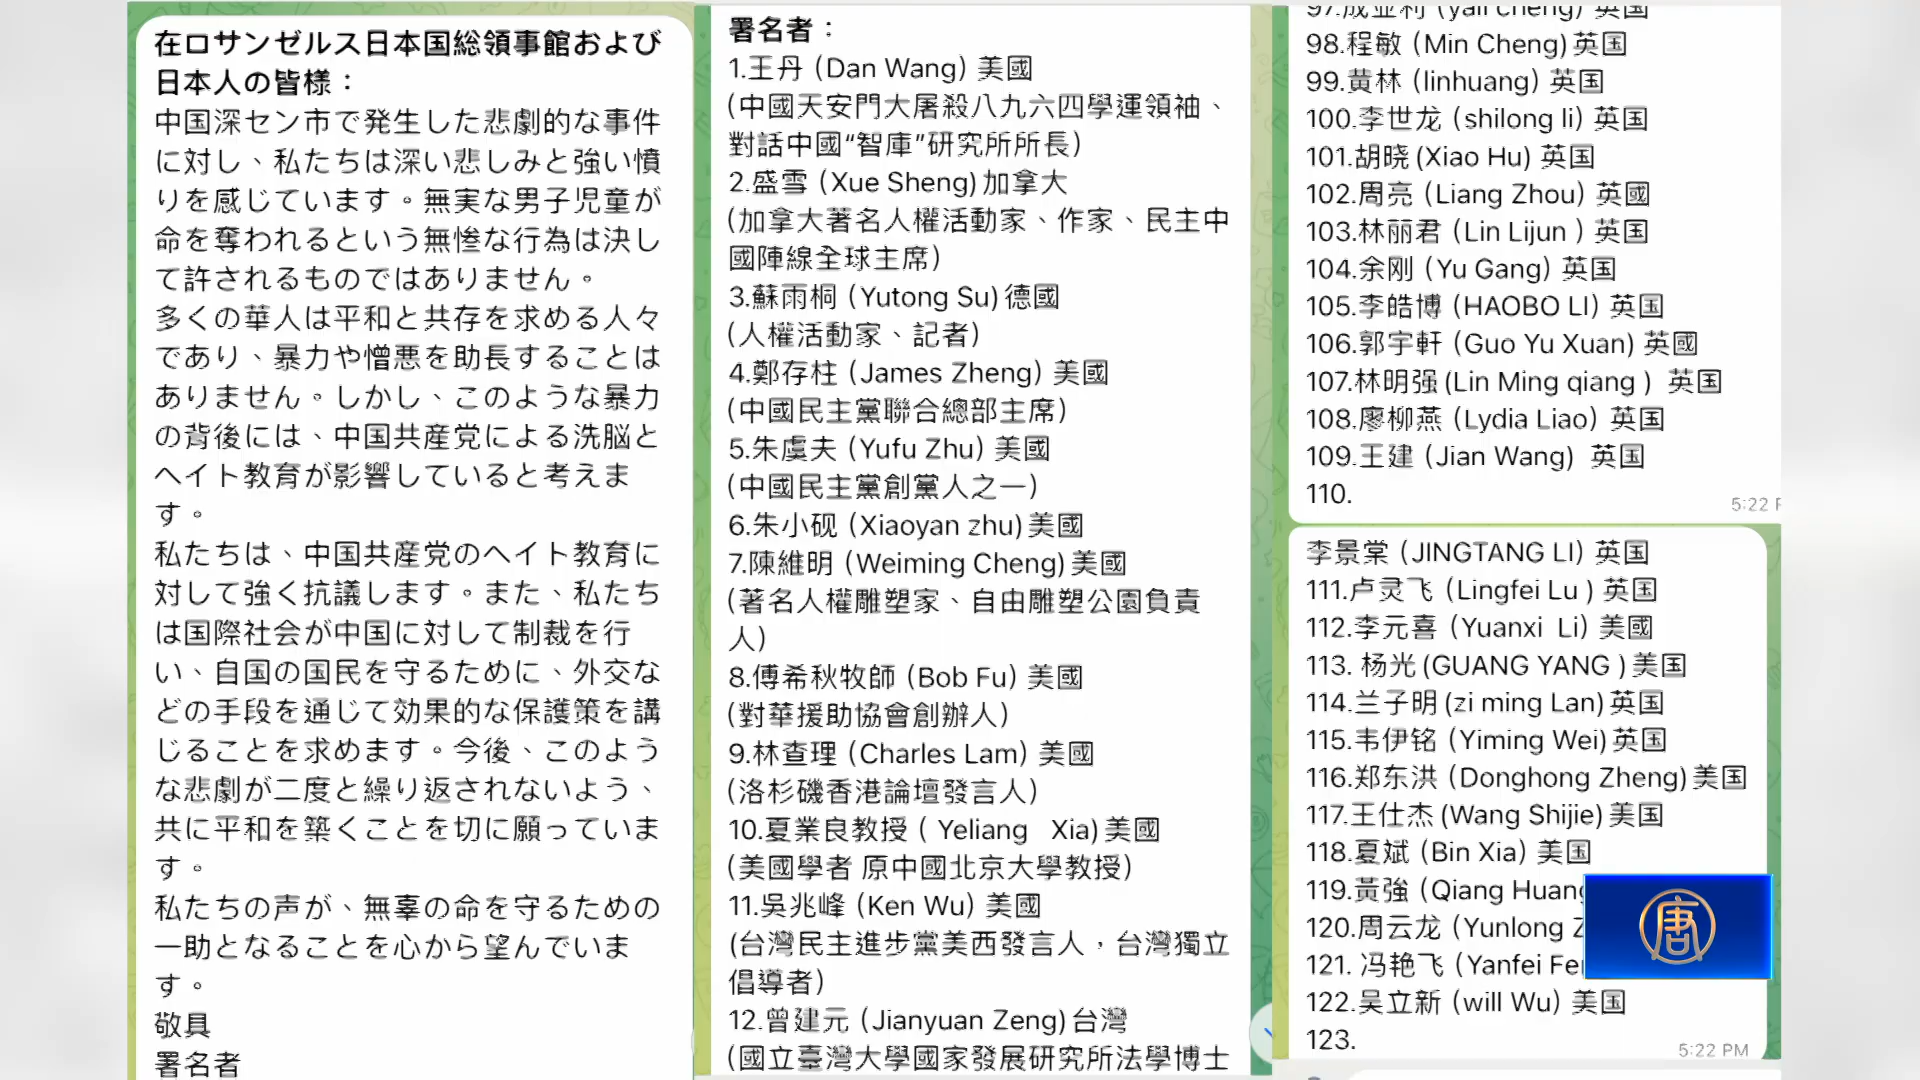 在ロサンゼルス日本国総領事館および
日本人の皆様：
中国深セン市で発生した悲劇的な事件
に対し、私たちは深い悲しみと強い憤
りを感じています。無実な男子児童が
命を奪われるという無惨な行為は決し
て許されるものではありません。
多くの華人は平和と共存を求める人々
であり、暴力や憎悪を助長することは
ありません。しかし、このような暴力
の背後には、中国共産党による洗脳と
ヘイト教育が影響していると考えま
す。
私たちは、中国共産党のヘイト教育に
対して強く抗議します。また、私たち
は国際社会が中国に対して制裁を行
い、自国の国民を守るために、外交な
どの手段を通じて効果的な保護策を講
じることを求めます。今後、このよう
な悲劇が二度と繰り返されないよう、
共に平和を築くことを切に願っていま
す。
私たちの声が、無辜の命を守るための
一助となることを心から望んでいま
す。
敬具
署名者
署名者：
1.王丹（Dan Wang）美國
(中國天安門大屠殺八九六四學運領袖、
對話中國“智庫”研究所所長）
2.盛雪（Xue Sheng)加拿大
(加拿大著名人權活動家、作家、民主中
國陣線全球主席）
3.蘇雨桐（Yutong Su)德國
(人權活動家、記者）
4.鄭存柱（James Zheng）美國
(中國民主黨聯合總部主席）
5.朱虞夫（Yufu Zhu）美國
(中國民主黨創黨人之一）
6.朱小砚（Xiaoyan zhu)美國
7.陳維明（Weiming Cheng)美國
(著名人權雕塑家、自由雕塑公園負責
人）
8.傅希秋牧師（Bob Fu）美國
(對華援助協會創辦人）
9.林查理（Charles Lam）美國
(洛杉磯香港論壇發言人）
10.夏業良教授（ Yeliang Xia)美國
(美國學者 原中國北京大學教授）
11.吳兆峰（Ken Wu）美國
(台灣民主進步黨美西發言人，台灣獨立
倡導者）
12.曾建元（Jianyuan Zeng)台灣
(國立臺灣大學國家發展研究所法學博士
97.成亚利（yali cheng）英国
98.程敏（Min Cheng)英国
99.黄林（linhuang）英国
100.李世龙（shilong li）英国
101.胡晓(Xiao Hu）英国
102.周亮（Liang Zhou）英國
103.林丽君（Lin Lijun ）英国
104.余刚（Yu Gang）英国
105.李皓博（HAOBO LI）英国
106.郭宇軒（Guo Yu Xuan）英國
107.林明强(Lin Ming qiang ） 英国
108.廖柳燕（Lydia Liao）英国
109.王建（Jian Wang） 英国
110.
5:22
李景棠（JINGTANG LI）英国
111.卢灵飞（Lingfei Lu ）英国
112.李元喜（Yuanxi Li）美國
113. 杨光(GUANG YANG )美国
114.兰子明(zi ming Lan)英国
115.韦伊铭（Yiming Wei)英国
116.郑东洪（Donghong Zheng)美国
117.王仕杰(Wang Shijie)美国
118.夏斌（Bin Xia）美国
119.黃強（Qiang Huang
120.周云龙（Yunlong
121. 冯艳飞（Yanfei
122.吴立新（will Wu）美国
123.
5:22 PM
唐